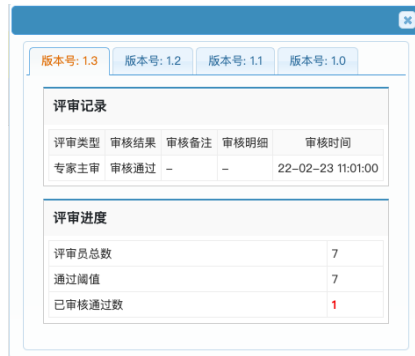 版本号: 1.3 版本号: 1.2 版本号: 1.1 版本号: 1.0
评审记录
评审类型 审核结果 审核备注 审核明细 审核时间
专家主审 审核通过 – – 22–02–23 11:01:00
评审进度
评审员总数 7
通过阈值 7
已审核通过数 1